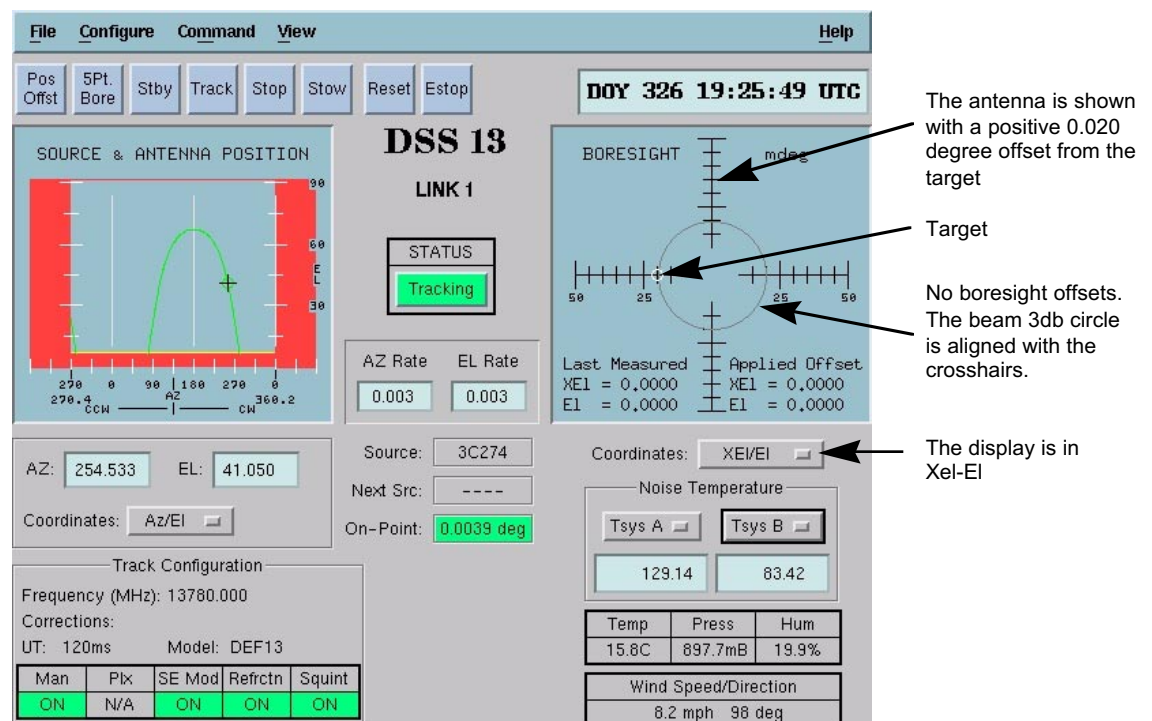 File Configure Command View Help
Pos Offst
5Pt. Bore
Stby
Track
Stop
Stow
Reset
Estop
DOY 326 19:25:49 UTC
SOURCE & ANTENNA POSITION
90
60
EL
30
270 0 90 180 270 0
270.4 AZ 360.2
CCW CW
DSS 13
LINK 1
STATUS
Tracking
AZ Rate EL Rate
0.003 0.003
BORESIGHT mdeg
50 25 25 50
Last Measured Applied Offset
XEl = 0.0000 XEl = 0.0000
El = 0.0000 El = 0.0000
The antenna is shown
with a positive 0.020
degree offset from the
target
Target
No boresight offsets.
The beam 3db circle
is aligned with the
crosshairs.
The display is in
Xel-El
AZ: 254.533 EL: 41.050
Coordinates: Az/El
Source: 3C274
Next Src: ----
On-Point: 0.0039 deg
Coordinates: XEl/El
Noise Temperature
Tsys A Tsys B
129.14 83.42
Track Configuration
Frequency (MHz): 13780.000
Corrections:
UT: 120ms Model: DEF13
Man Plx SE Mod Refrctn Squint
ON N/A ON ON ON
Temp Press Hum
15.8C 897.7mB 19.9%
Wind Speed/Direction
8.2 mph 98 deg